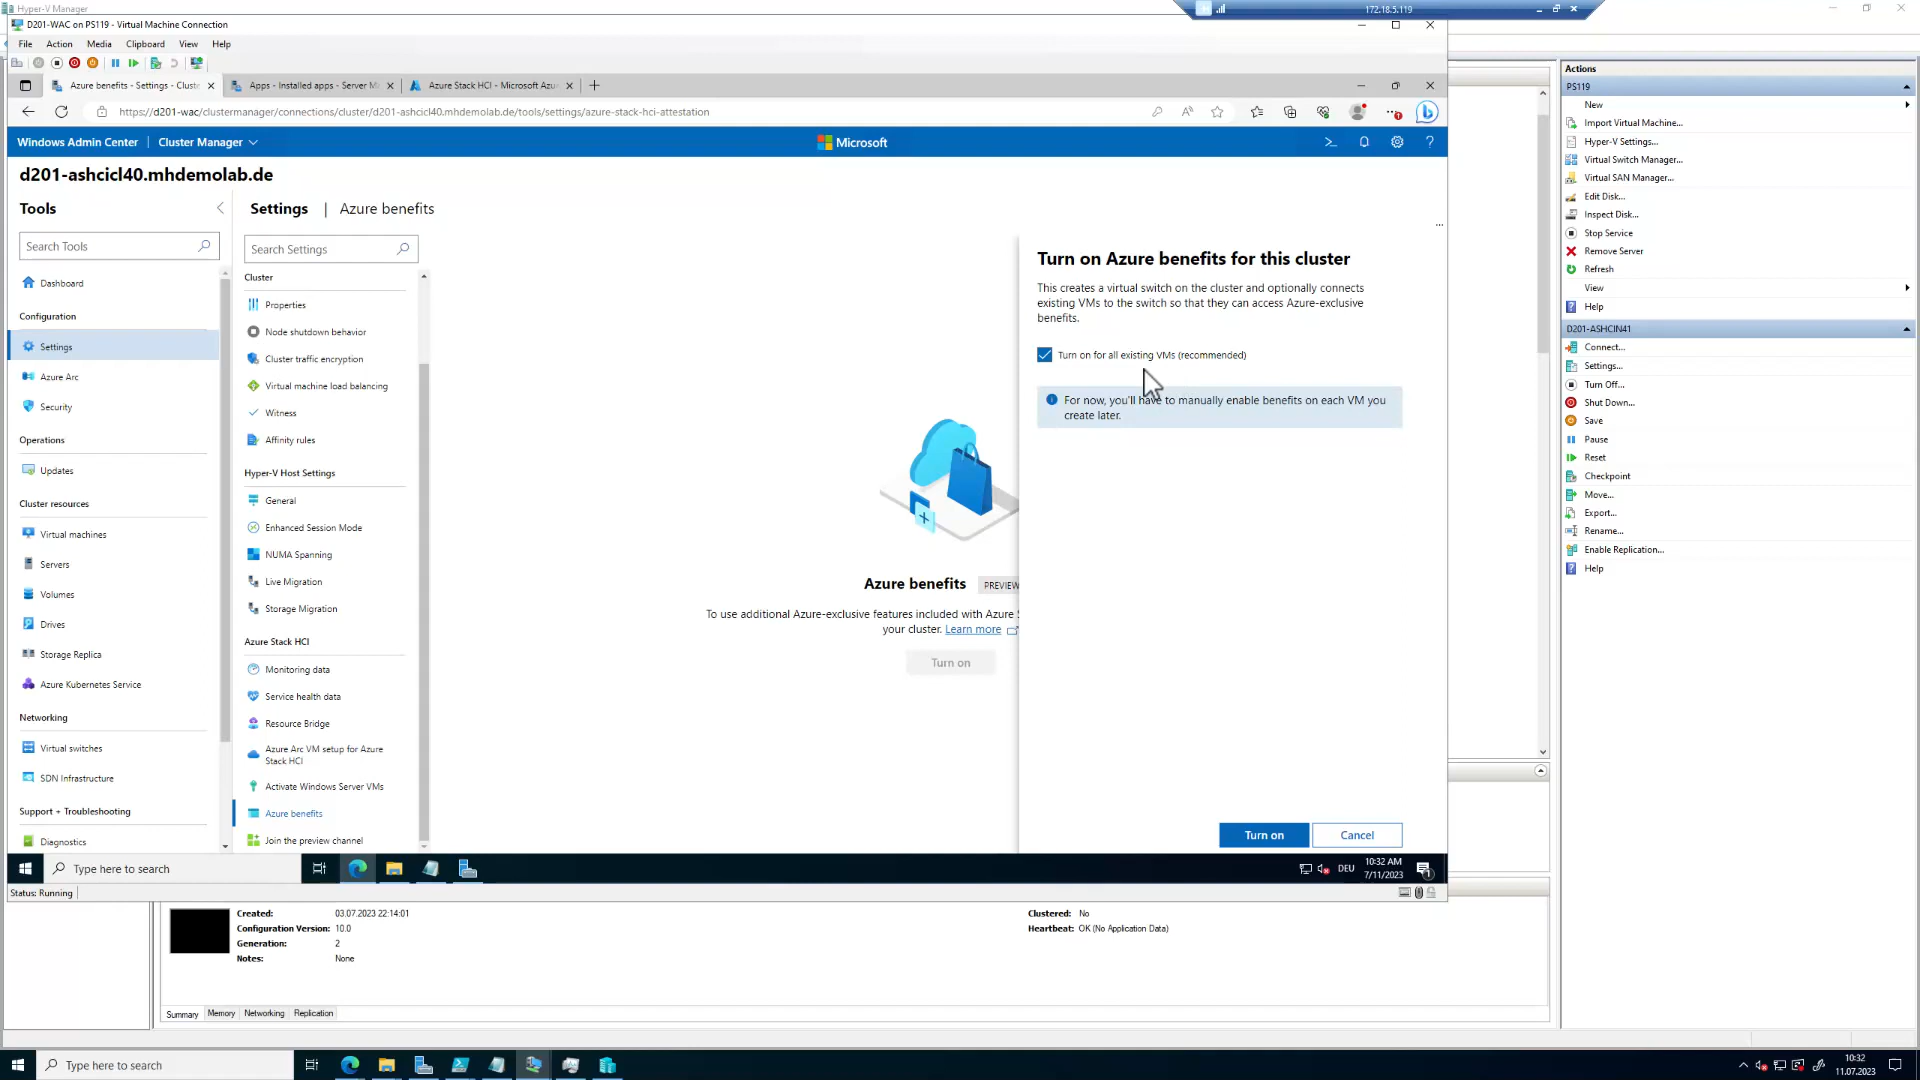 Hyper-V Manager
172.18.5.119
D201-WAC on PS119 - Virtual Machine Connection
File Action Media Clipboard View Help
Azure benefits - Settings - Cluste
Apps - Installed apps - Server M
Azure Stack HCI - Microsoft Azu
https://d201-wac/clustermanager/connections/cluster/d201-ashcicl40.mhdemolab.de/tools/settings/azure-stack-hci-attestation
Windows Admin Center | Cluster Manager
Microsoft
d201-ashcicl40.mhdemolab.de
Tools
Search Tools
Dashboard
Configuration
Settings
Azure Arc
Security
Operations
Updates
Cluster resources
Virtual machines
Servers
Volumes
Drives
Storage Replica
Azure Kubernetes Service
Networking
Virtual switches
SDN Infrastructure
Support + Troubleshooting
Diagnostics
Settings | Azure benefits
Search Settings
Cluster
Properties
Node shutdown behavior
Cluster traffic encryption
Virtual machine load balancing
Witness
Affinity rules
Hyper-V Host Settings
General
Enhanced Session Mode
NUMA Spanning
Live Migration
Storage Migration
Azure Stack HCI
Monitoring data
Service health data
Resource Bridge
Azure Arc VM setup for Azure
Stack HCI
Activate Windows Server VMs
Azure benefits
Join the preview channel
Azure benefits PREVIEW
To use additional Azure-exclusive features included with Azure
your cluster. Learn more
Turn on
Turn on Azure benefits for this cluster
This creates a virtual switch on the cluster and optionally connects
existing VMs to the switch so that they can access Azure-exclusive
benefits.
Turn on for all existing VMs (recommended)
For now, you'll have to manually enable benefits on each VM you
create later.
Turn on
Cancel
Type here to search
DEU
10:32 AM
7/11/2023
Status: Running
Created: 03.07.2023 22:14:01
Configuration Version: 10.0
Generation: 2
Notes: None
Clustered: No
Heartbeat: OK (No Application Data)
Summary Memory Networking Replication
Actions
PS119
New
Import Virtual Machine...
Hyper-V Settings...
Virtual Switch Manager...
Virtual SAN Manager...
Edit Disk...
Inspect Disk...
Stop Service
Remove Server
Refresh
View
Help
D201-ASHCIN41
Connect...
Settings...
Turn Off...
Shut Down...
Save
Pause
Reset
Checkpoint
Move...
Export...
Rename...
Enable Replication...
Help
Type here to search
10:32
11.07.2023